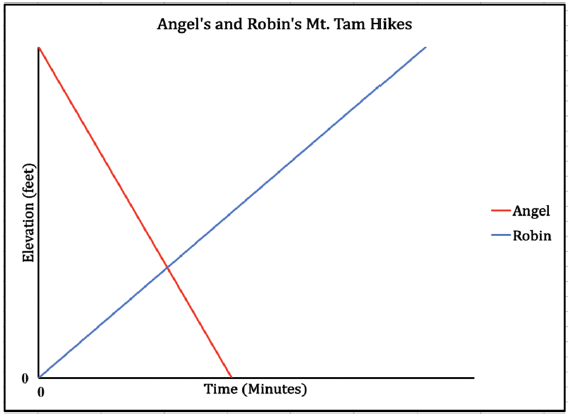 Angel's and Robin's Mt. Tam Hikes
Elevation (feet)
Angel
Robin
0
0
Time (Minutes)